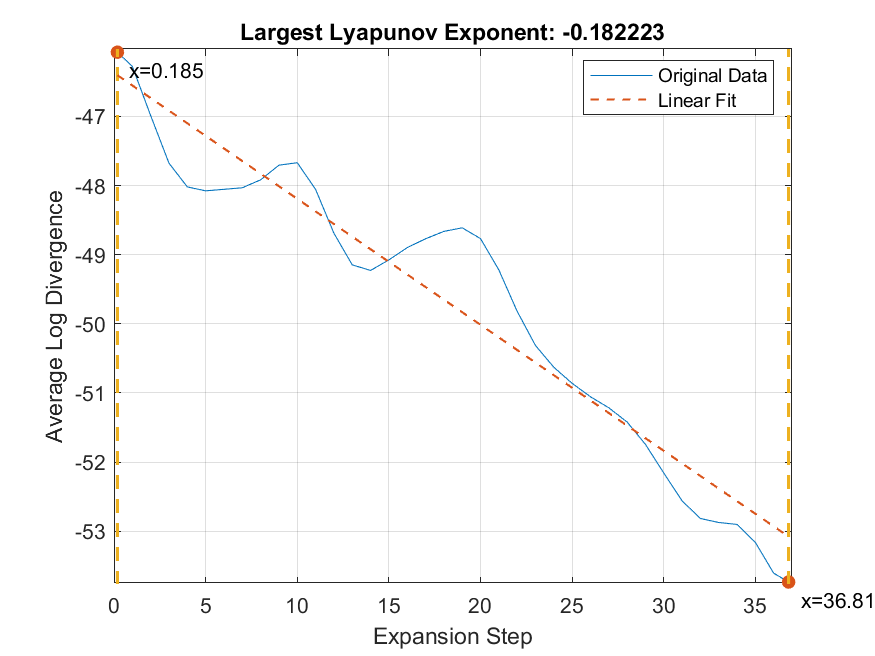 Largest Lyapunov Exponent: -0.182223
x=0.185
Original Data
Linear Fit
-47
-48
-49
-50
-51
-52
-53
Average Log Divergence
0 5 10 15 20 25 30 35
x=36.81
Expansion Step